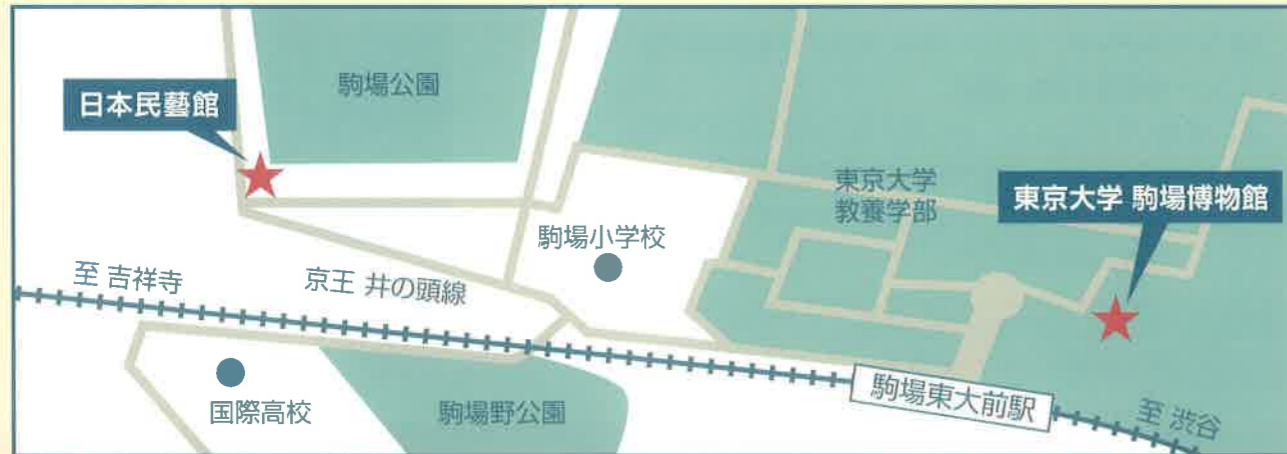 駒場公園
日本民藝館
東京大学
教養学部
東京大学 駒場博物館
駒場小学校
至 吉祥寺
京王 井の頭線
国際高校
駒場野公園
駒場東大前駅
至 渋谷